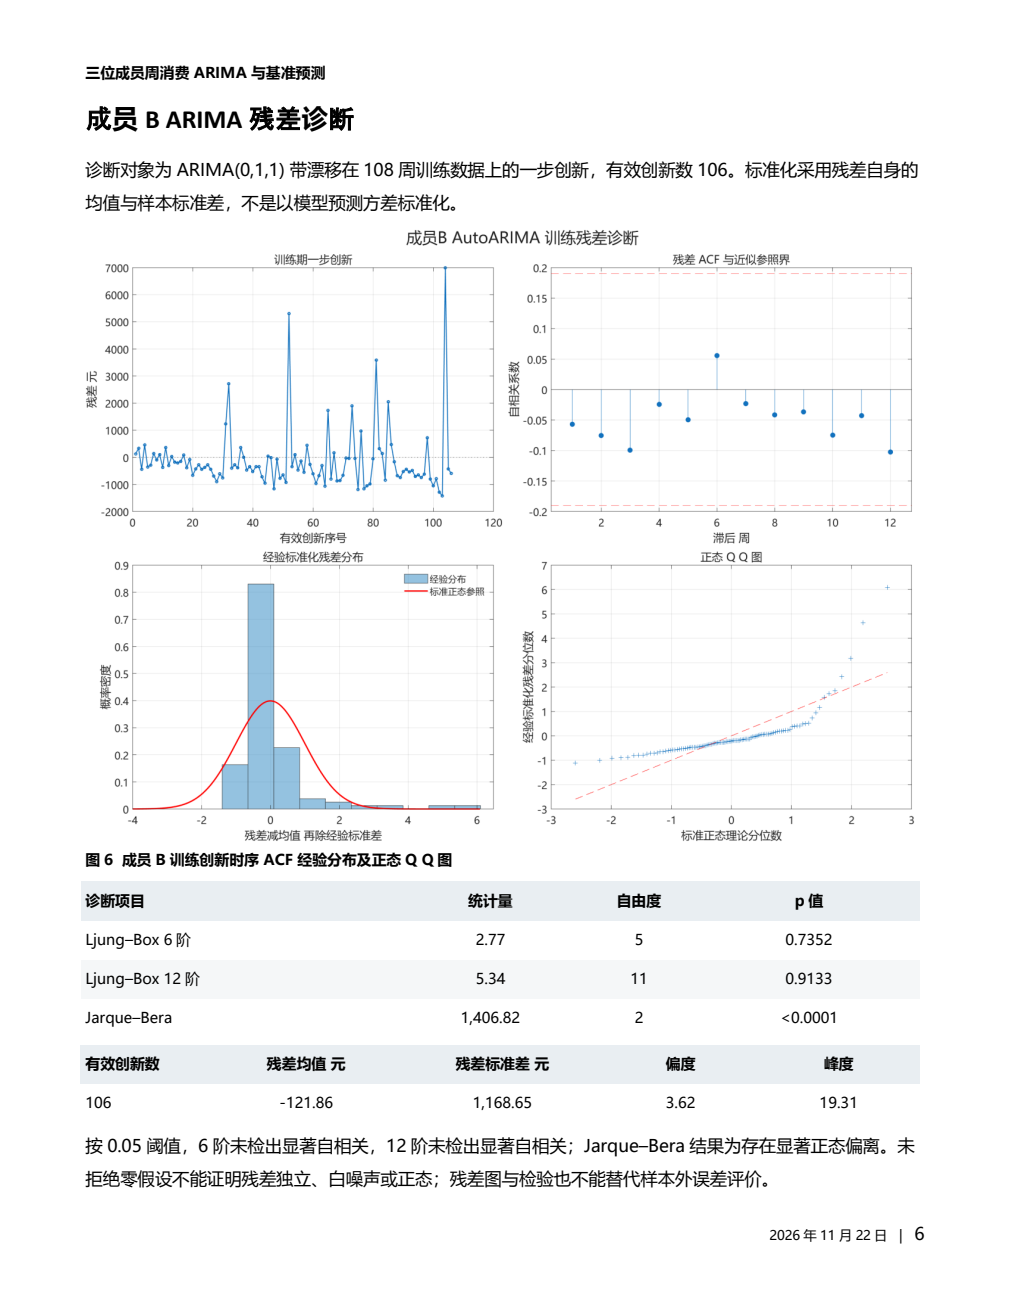 三位成员周消费 ARIMA 与基准预测
成员 B ARIMA 残差诊断
诊断对象为 ARIMA(0,1,1) 带漂移在 108 周训练数据上的一步创新，有效创新数 106。标准化采用残差自身的
均值与样本标准差，不是以模型预测方差标准化。
成员B AutoARIMA 训练残差诊断
训练期一步创新
7000
6000
5000
4000
3000
2000
1000
0
-1000
-2000
残差 元
0 20 40 60 80 100 120
有效创新序号
残差 ACF 与近似参照界
0.2
0.15
0.1
0.05
0
-0.05
-0.1
-0.15
-0.2
自相关系数
2 4 6 8 10 12
滞后 周
经验标准化残差分布
0.9
0.8
0.7
0.6
0.5
0.4
0.3
0.2
0.1
0
概率密度
经验分布
标准正态参照
-4 -2 0 2 4 6
残差减均值 再除经验标准差
正态 Q Q 图
7
6
5
4
3
2
1
0
-1
-2
-3
经验标准化残差分位数
-3 -2 -1 0 1 2 3
标准正态理论分位数
图 6 成员 B 训练创新时序 ACF 经验分布及正态 Q Q 图
诊断项目 统计量 自由度 p 值
Ljung–Box 6 阶 2.77 5 0.7352
Ljung–Box 12 阶 5.34 11 0.9133
Jarque–Bera 1,406.82 2 <0.0001
有效创新数 残差均值 元 残差标准差 元 偏度 峰度
106 -121.86 1,168.65 3.62 19.31
按 0.05 阈值，6 阶未检出显著自相关，12 阶未检出显著自相关；Jarque–Bera 结果为存在显著正态偏离。未
拒绝零假设不能证明残差独立、白噪声或正态；残差图与检验也不能替代样本外误差评价。
2026 年 11 月 22 日 | 6